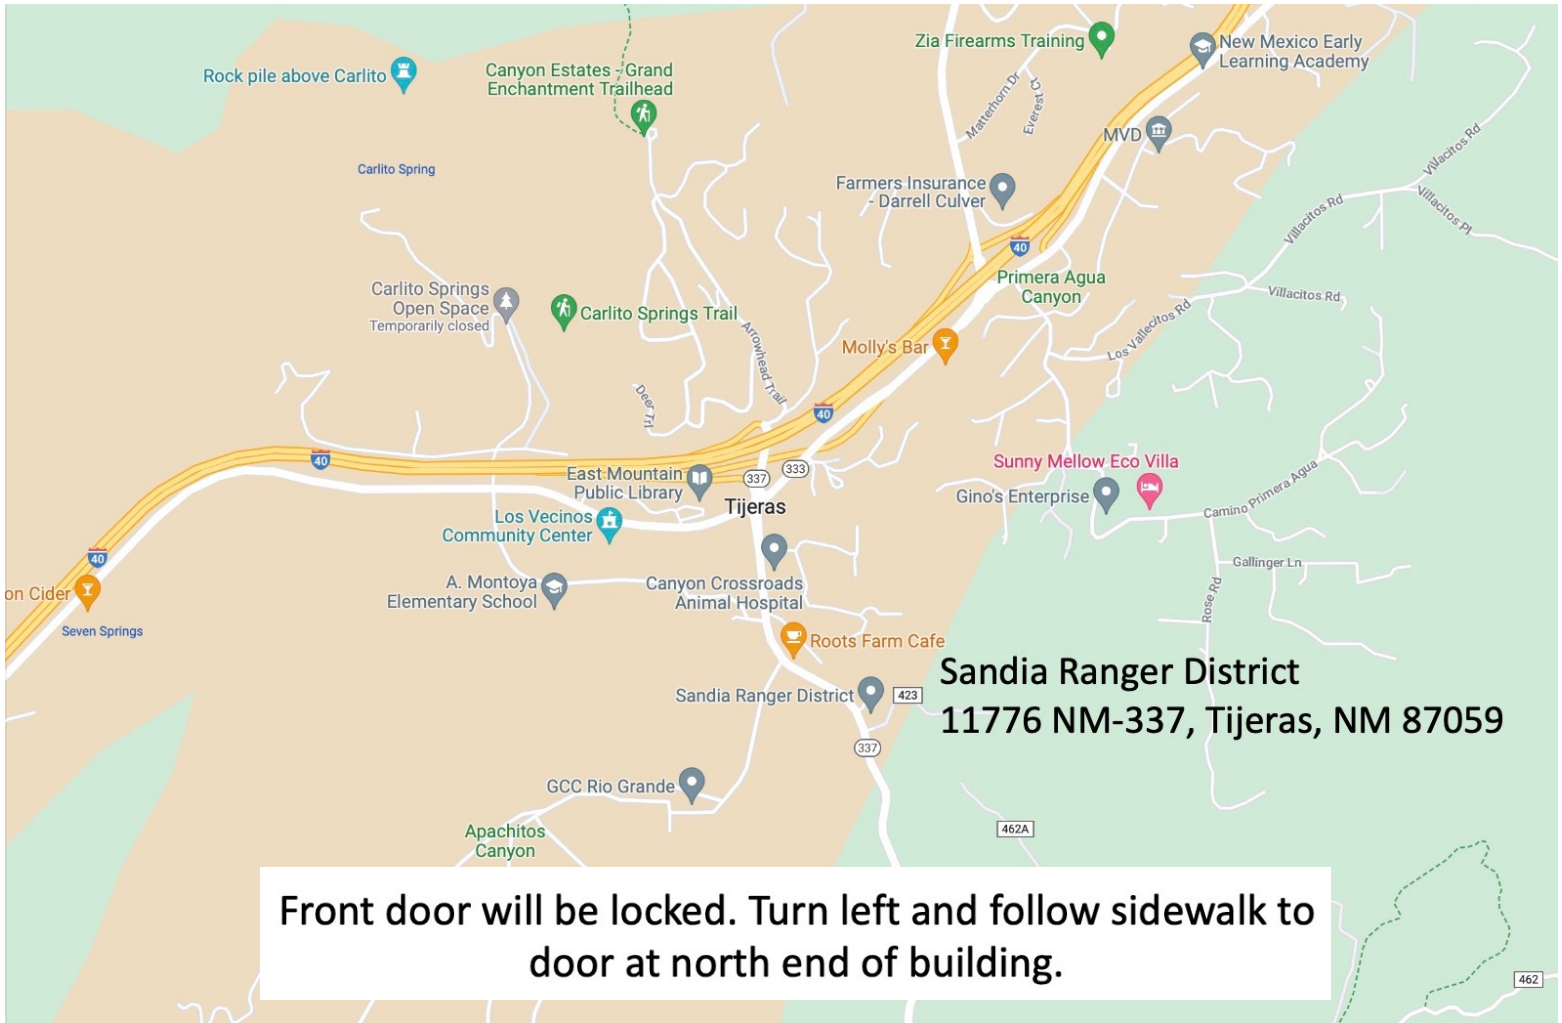 Zia Firearms Training
New Mexico Early
Learning Academy
Rock pile above Carlito
Canyon Estates - Grand
Enchantment Trailhead
Matterhorn Dr
Everest Ct
MVD
Villacitos Rd
Carlito Spring
Farmers Insurance
- Darrell Culver
Villacitos Rd
Villacitos Pl
40
Carlito Springs
Open Space
Temporarily closed
Primera Agua
Canyon
Villacitos Rd
Carlito Springs Trail
Los Vallecitos Rd
Arrowhead Trail
Molly's Bar
Deer Trl
40
40
East Mountain
Public Library
337
333
Sunny Mellow Eco Villa
Gino's Enterprise
Camino Primera Agua
Tijeras
Los Vecinos
Community Center
40
on Cider
Gallinger Ln
A. Montoya
Elementary School
Canyon Crossroads
Animal Hospital
Rose Rd
Seven Springs
Roots Farm Cafe
Sandia Ranger District
423
Sandia Ranger District
11776 NM-337, Tijeras, NM 87059
337
GCC Rio Grande
462A
Apachitos
Canyon
Front door will be locked. Turn left and follow sidewalk to
door at north end of building.
462